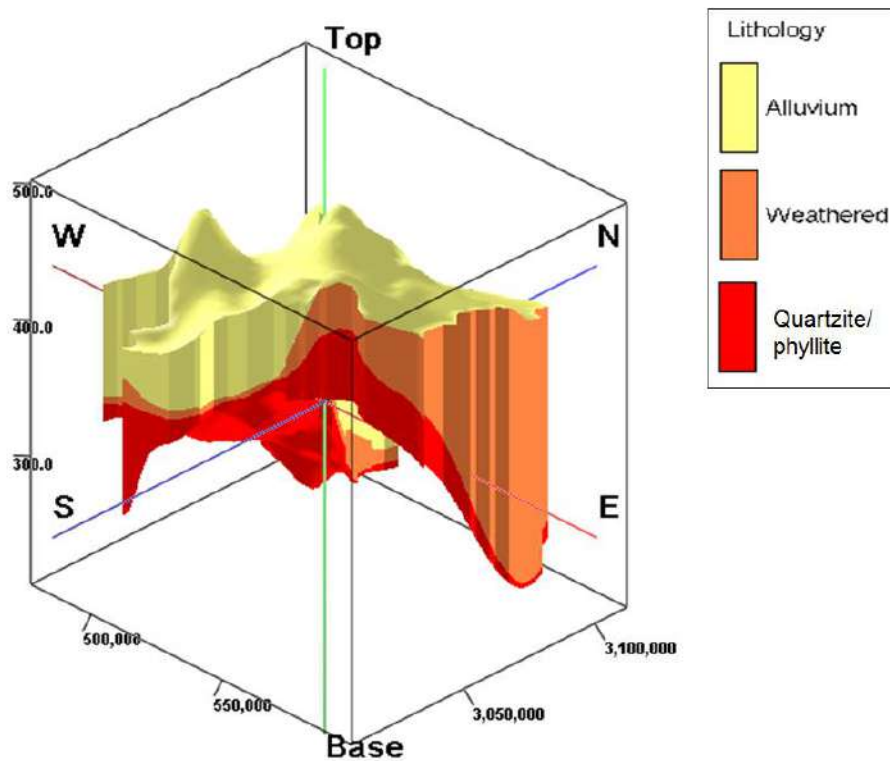 Top
Lithology
Alluvium
Weathered
Quartzite/
phyllite
500.0
W
N
400.0
300.0
S
E
500,000
550,000
3,050,000
3,100,000
Base